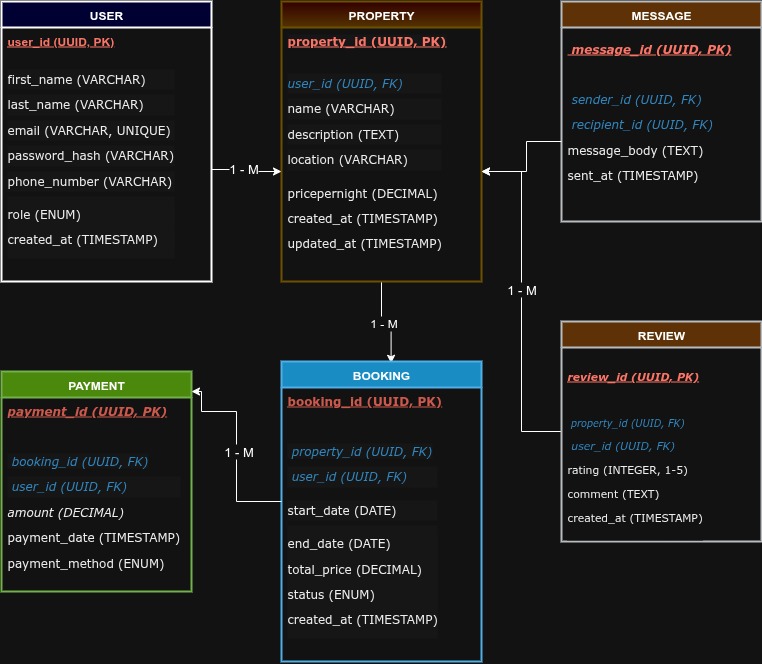 USER
user_id (UUID, PK)
first_name (VARCHAR)
last_name (VARCHAR)
email (VARCHAR, UNIQUE)
password_hash (VARCHAR)
phone_number (VARCHAR)
role (ENUM)
created_at (TIMESTAMP)
1 - M
PROPERTY
property_id (UUID, PK)
user_id (UUID, FK)
name (VARCHAR)
description (TEXT)
location (VARCHAR)
pricepernight (DECIMAL)
created_at (TIMESTAMP)
updated_at (TIMESTAMP)
MESSAGE
message_id (UUID, PK)
sender_id (UUID, FK)
recipient_id (UUID, FK)
message_body (TEXT)
sent_at (TIMESTAMP)
1 - M
1 - M
PAYMENT
payment_id (UUID, PK)
booking_id (UUID, FK)
user_id (UUID, FK)
amount (DECIMAL)
payment_date (TIMESTAMP)
payment_method (ENUM)
1 - M
BOOKING
booking_id (UUID, PK)
property_id (UUID, FK)
user_id (UUID, FK)
start_date (DATE)
end_date (DATE)
total_price (DECIMAL)
status (ENUM)
created_at (TIMESTAMP)
REVIEW
review_id (UUID, PK)
property_id (UUID, FK)
user_id (UUID, FK)
rating (INTEGER, 1-5)
comment (TEXT)
created_at (TIMESTAMP)